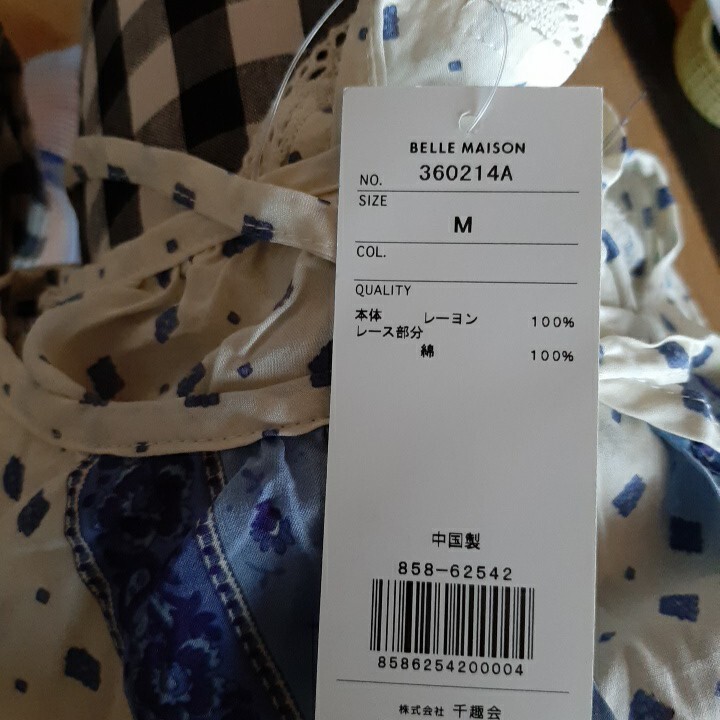 BELLE MAISON
NO. 360214A
SIZE
M
COL.
QUALITY
本体 レーヨン 100%
レース部分
綿 100%
中国製
858-62542
8586254200004
株式会社 千趣会